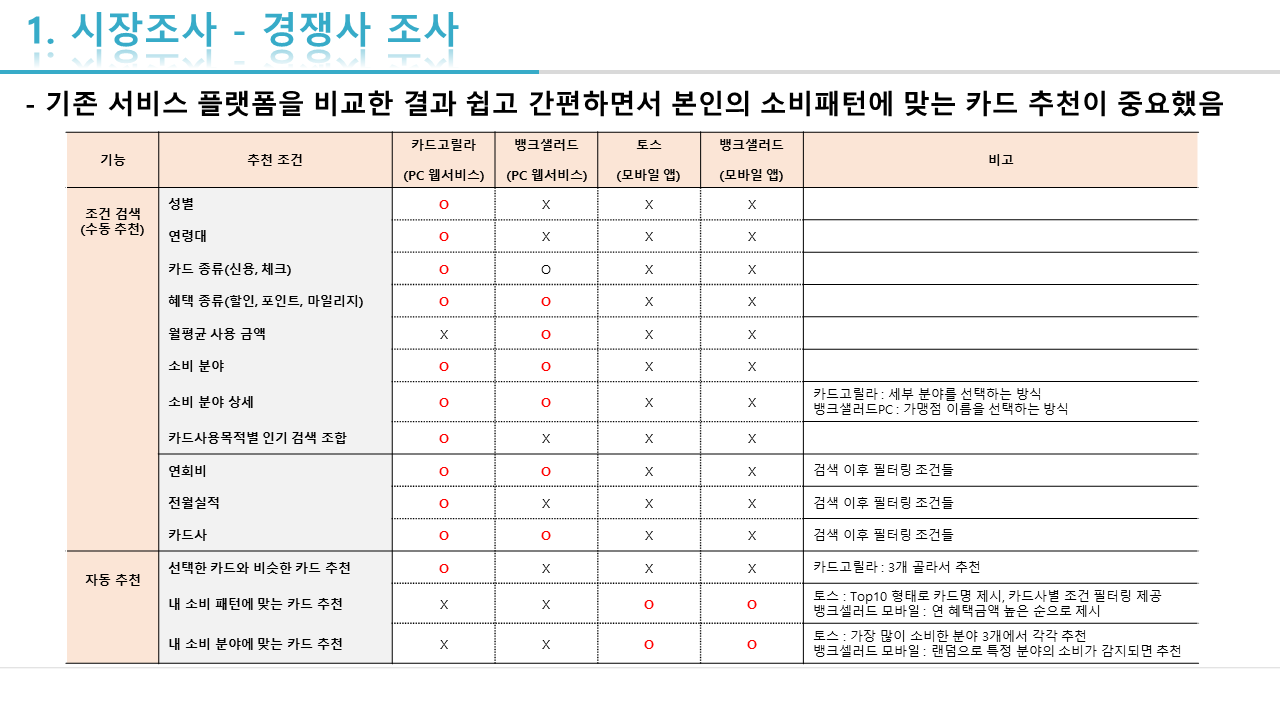 1. 시장조사 - 경쟁사 조사
- 기존 서비스 플랫폼을 비교한 결과 쉽고 간편하면서 본인의 소비패턴에 맞는 카드 추천이 중요했음
기능 추천 조건 카드고릴라 (PC 웹서비스) 뱅크샐러드 (PC 웹서비스) 토스 (모바일 앱) 뱅크샐러드 (모바일 앱) 비고
조건 검색
(수동 추천)
성별 O X X X
연령대 O X X X
카드 종류(신용, 체크) O O X X
혜택 종류(할인, 포인트, 마일리지) O O X X
월평균 사용 금액 X O X X
소비 분야 O O X X
소비 분야 상세 O O X X 카드고릴라 : 세부 분야를 선택하는 방식
뱅크샐러드PC : 가맹점 이름을 선택하는 방식
카드사용목적별 인기 검색 조합 O X X X
연회비 O O X X 검색 이후 필터링 조건들
전월실적 O X X X 검색 이후 필터링 조건들
카드사 O O X X 검색 이후 필터링 조건들
자동 추천
선택한 카드와 비슷한 카드 추천 O X X X 카드고릴라 : 3개 골라서 추천
내 소비 패턴에 맞는 카드 추천 X X O O 토스 : Top10 형태로 카드명 제시, 카드사별 조건 필터링 제공
뱅크셀러드 모바일 : 연 혜택금액 높은 순으로 제시
내 소비 분야에 맞는 카드 추천 X X O O 토스 : 가장 많이 소비한 분야 3개에서 각각 추천
뱅크셀러드 모바일 : 랜덤으로 특정 분야의 소비가 감지되면 추천